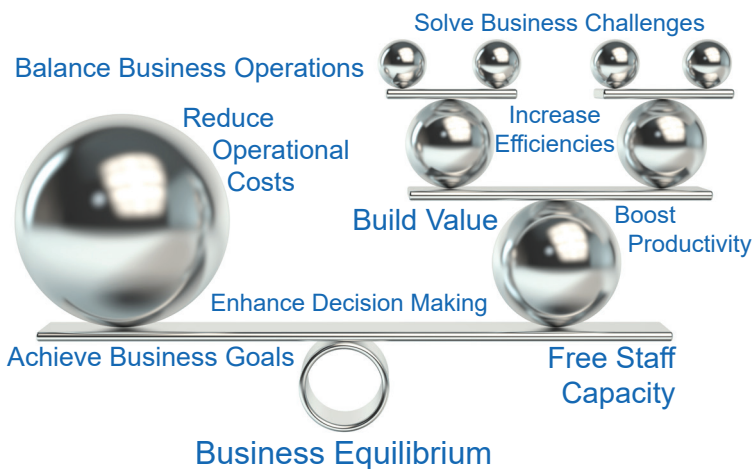 Solve Business Challenges
Balance Business Operations
Reduce
Operational
Costs
Increase
Efficiencies
Build Value
Boost
Productivity
Enhance Decision Making
Achieve Business Goals
Free Staff
Capacity
Business Equilibrium